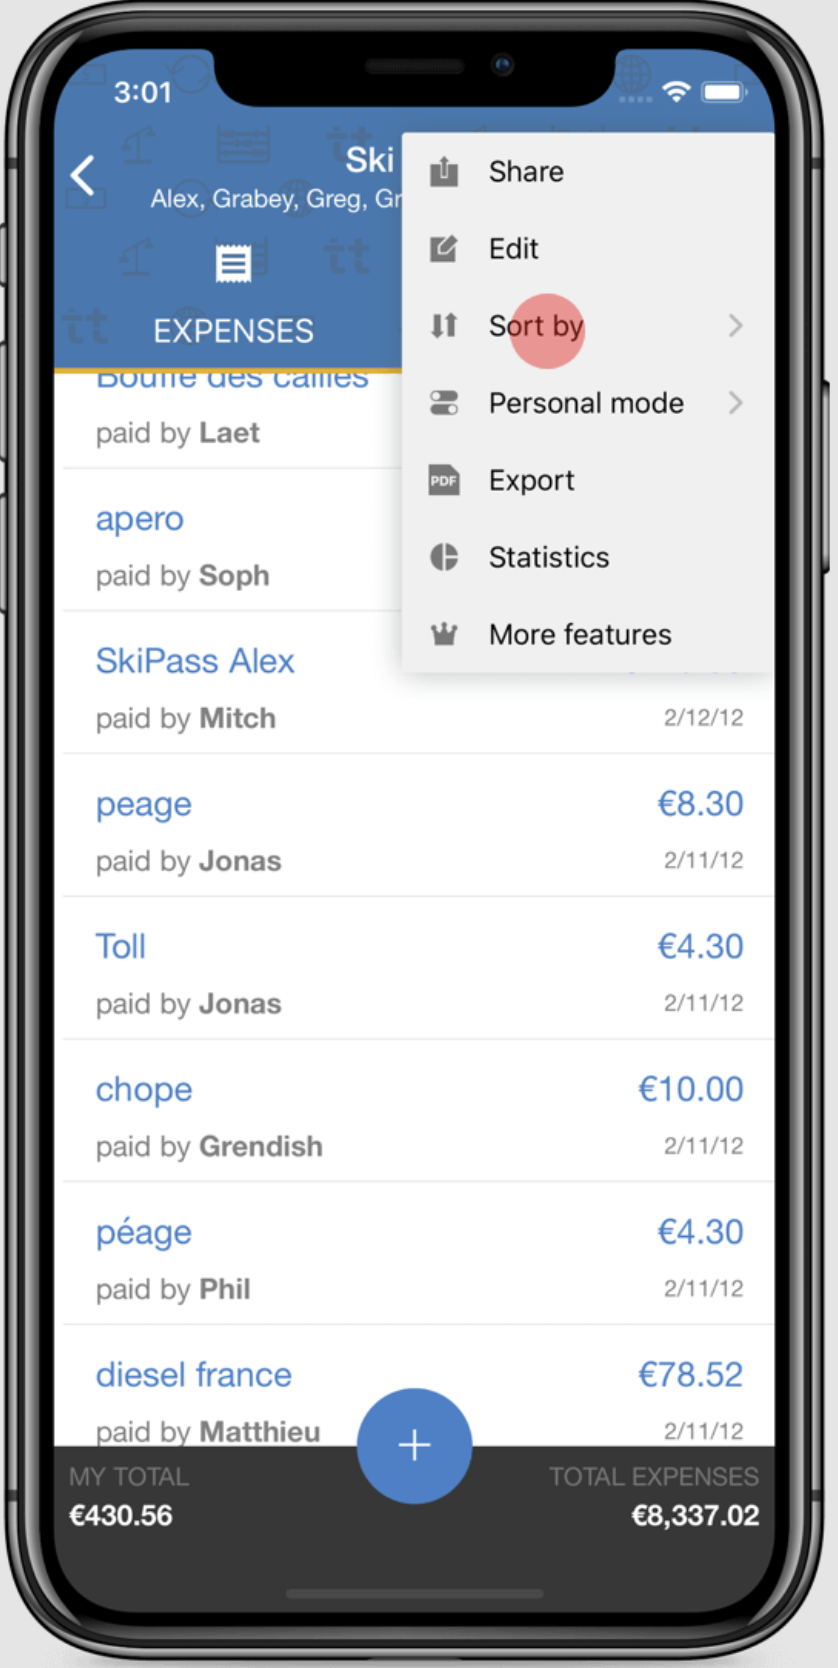 3:01
Ski
Alex, Grabey, Greg, Gr
EXPENSES
Share
Edit
Sort by
Personal mode
PDF Export
Statistics
More features
Bouffe des cailles
paid by Laet
apero
paid by Soph
SkiPass Alex
paid by Mitch
2/12/12
peage
€8.30
paid by Jonas
2/11/12
Toll
€4.30
paid by Jonas
2/11/12
chope
€10.00
paid by Grendish
2/11/12
péage
€4.30
paid by Phil
2/11/12
diesel france
€78.52
paid by Matthieu
2/11/12
+
MY TOTAL
TOTAL EXPENSES
€430.56
€8,337.02